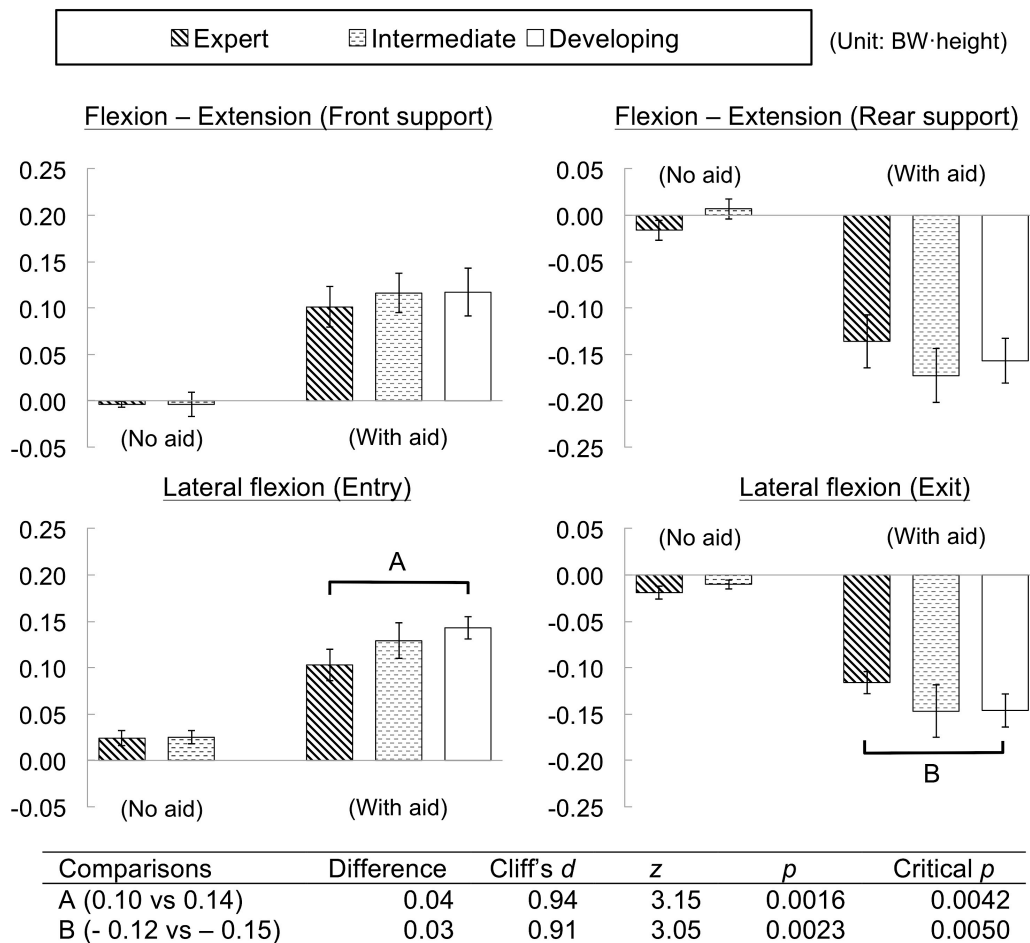 Expert Intermediate Developing (Unit: BW·height)
Flexion – Extension (Front support)
0.25
0.20
0.15
0.10
0.05
0.00
-0.05
(No aid) (With aid)
Flexion – Extension (Rear support)
0.05
0.00
-0.05
-0.10
-0.15
-0.20
-0.25
(No aid) (With aid)
Lateral flexion (Entry)
0.25
0.20
0.15
0.10
0.05
0.00
-0.05
A
(No aid) (With aid)
Lateral flexion (Exit)
0.05
0.00
-0.05
-0.10
-0.15
-0.20
-0.25
(No aid) (With aid)
B
Comparisons Difference Cliff's d z p Critical p
A (0.10 vs 0.14) 0.04 0.94 3.15 0.0016 0.0042
B (- 0.12 vs – 0.15) 0.03 0.91 3.05 0.0023 0.0050